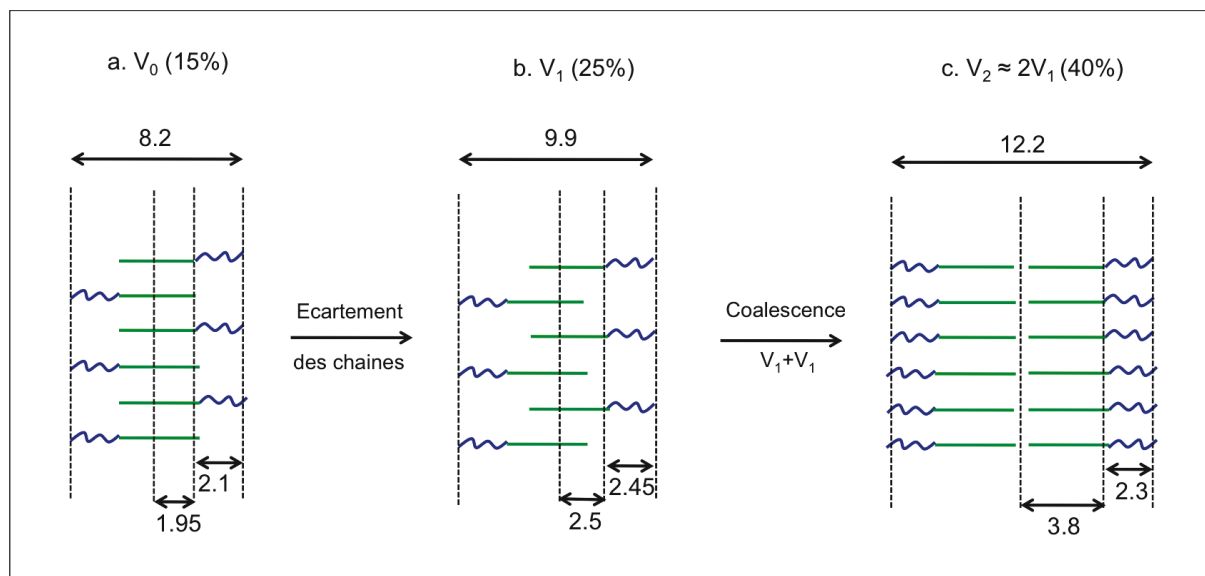 a. V₀ (15%)
b. V₁ (25%)
c. V₂ ≈ 2V₁ (40%)
8.2
9.9
12.2
Ecartement
des chaines
Coalescence
V₁+V₁
2.1
1.95
2.45
2.5
2.3
3.8